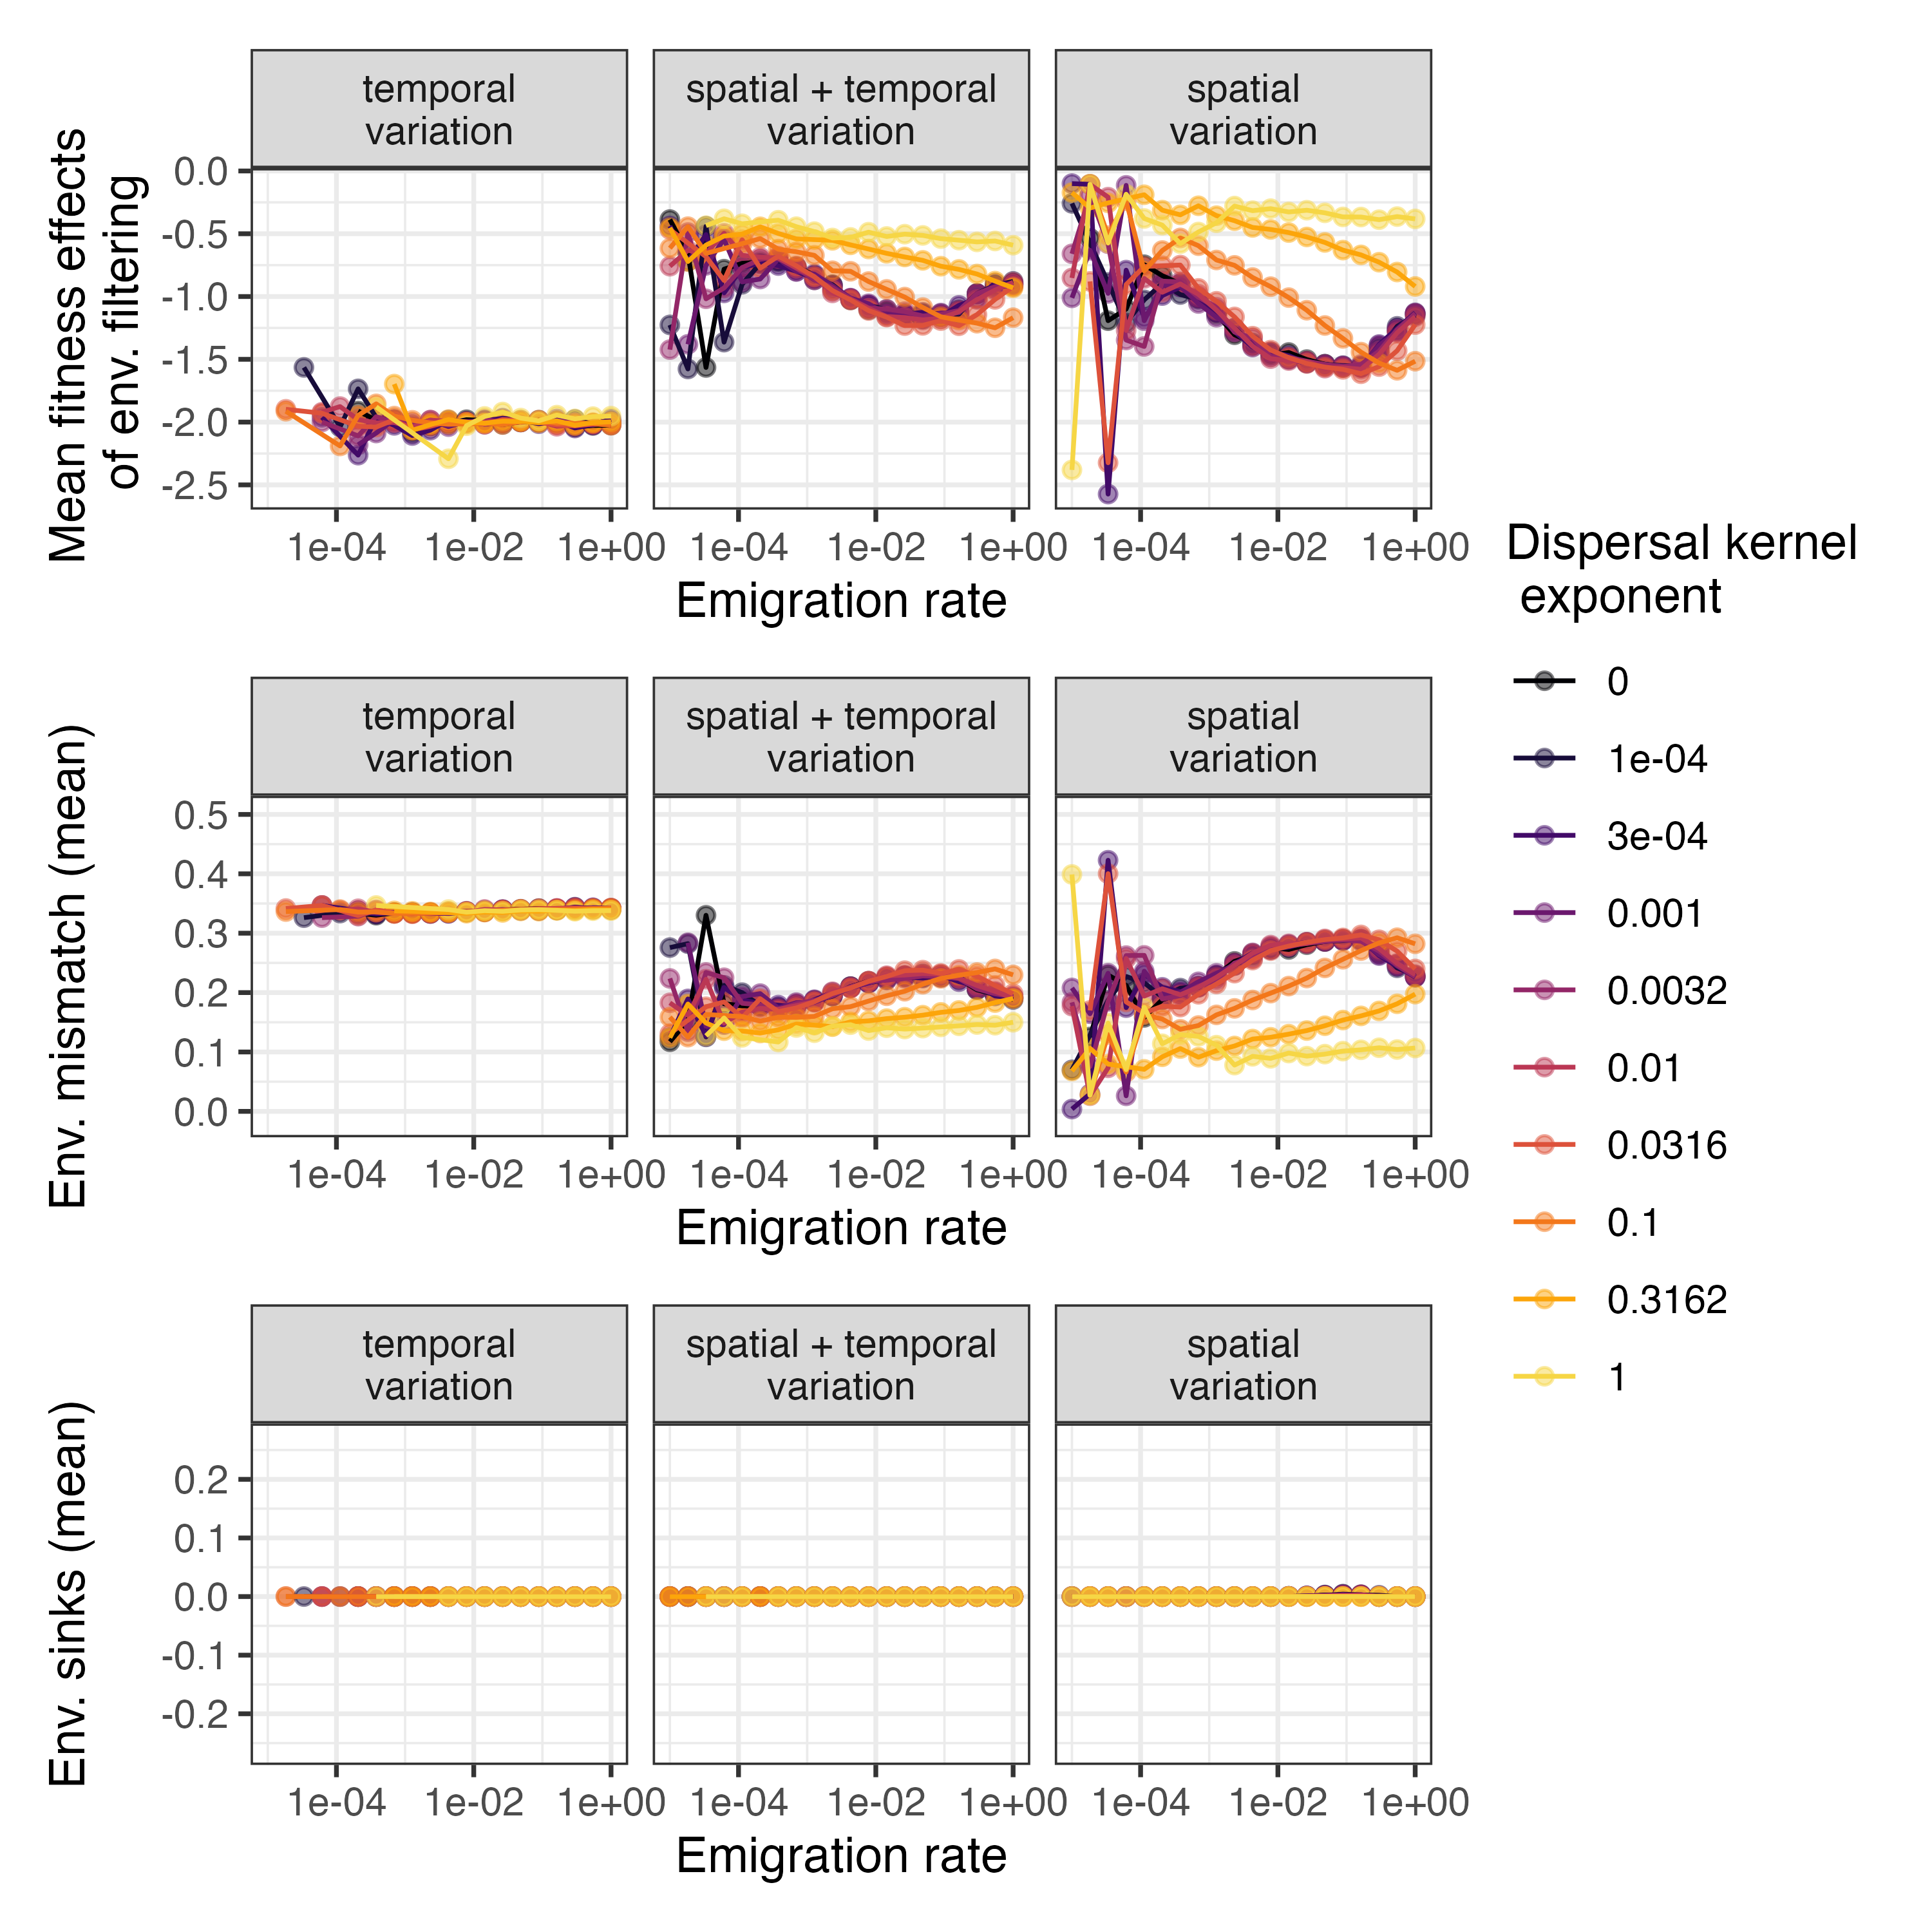 temporal
variation
spatial + temporal
variation
spatial
variation
Mean fitness effects
of env. filtering
0.0
-0.5
-1.0
-1.5
-2.0
-2.5
1e-04 1e-02 1e+00
1e-04 1e-02 1e+00
1e-04 1e-02 1e+00
Emigration rate
temporal
variation
spatial + temporal
variation
spatial
variation
Env. mismatch (mean)
0.5
0.4
0.3
0.2
0.1
0.0
1e-04 1e-02 1e+00
1e-04 1e-02 1e+00
1e-04 1e-02 1e+00
Emigration rate
temporal
variation
spatial + temporal
variation
spatial
variation
Env. sinks (mean)
0.2
0.1
0.0
-0.1
-0.2
1e-04 1e-02 1e+00
1e-04 1e-02 1e+00
1e-04 1e-02 1e+00
Emigration rate
Dispersal kernel
exponent
0
1e-04
3e-04
0.001
0.0032
0.01
0.0316
0.1
0.3162
1